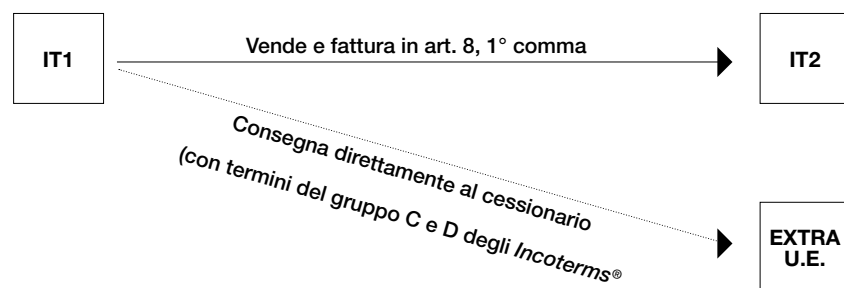 IT1
Vende e fattura in art. 8, 1° comma
IT2
Consegna direttamente al cessionario
(con termini del gruppo C e D degli Incoterms®
EXTRA
U.E.